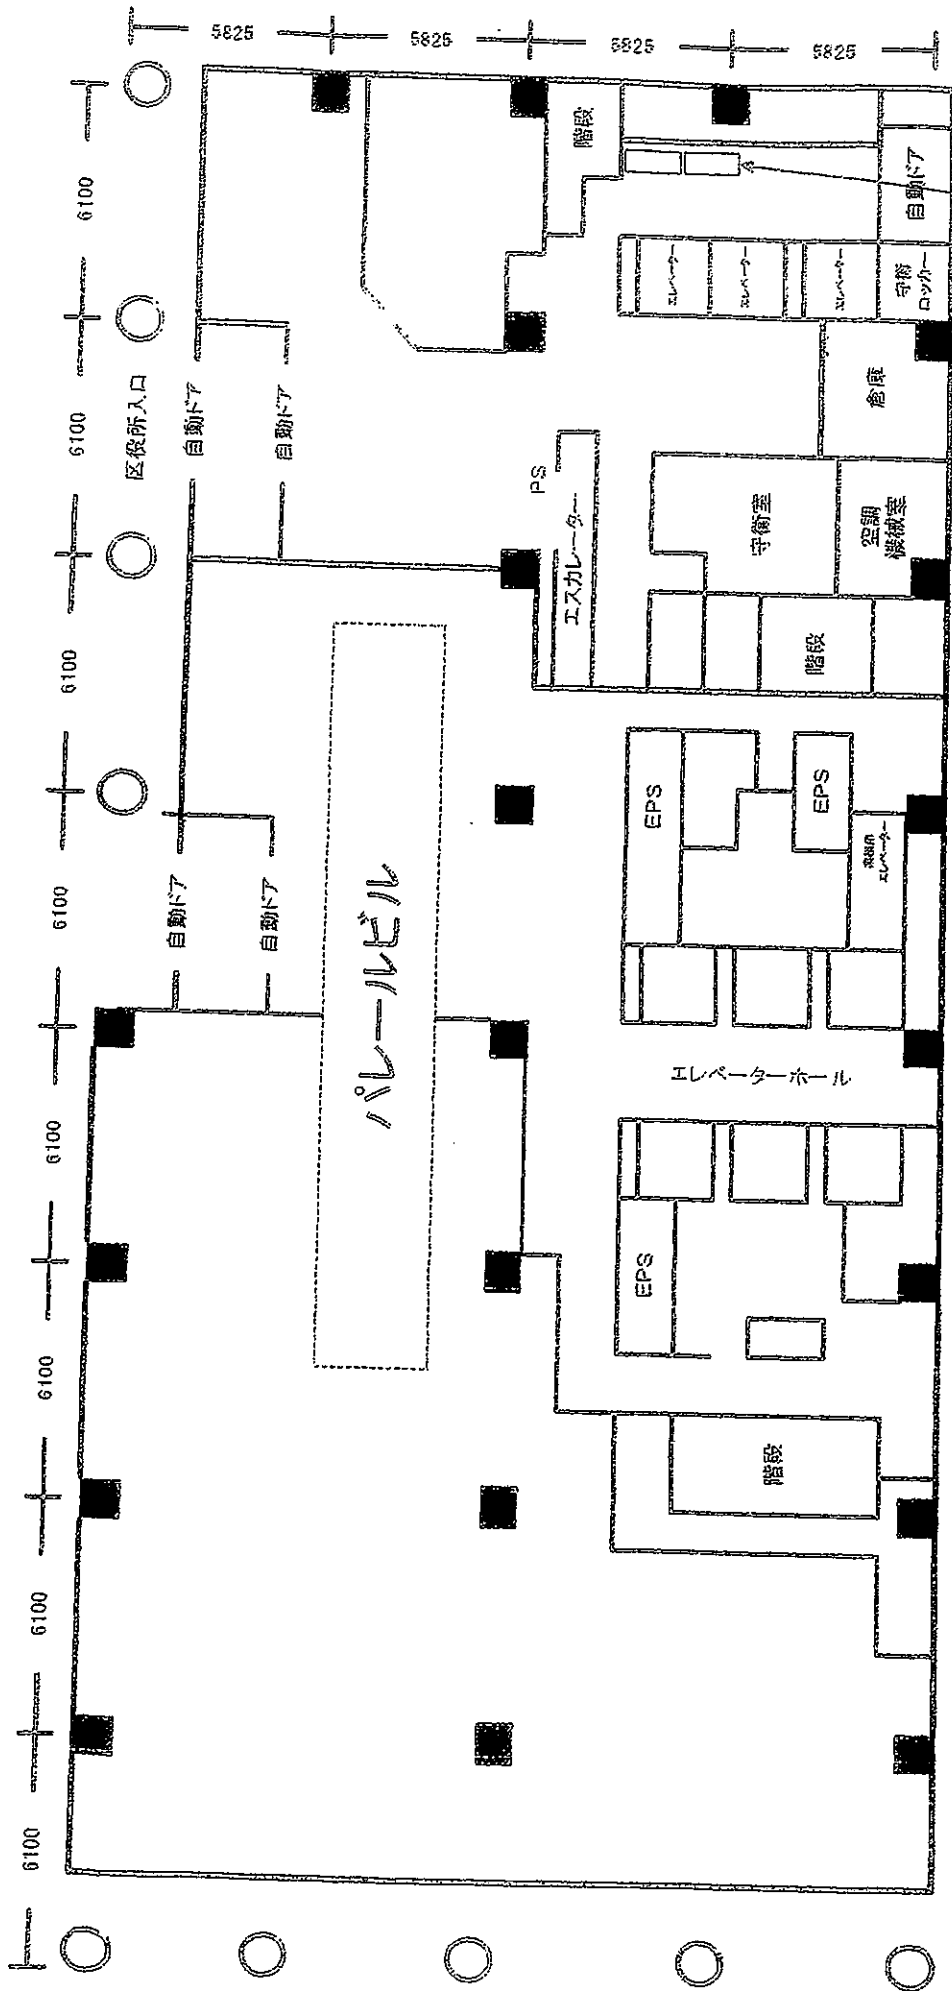 6100
6100
6100
6100
6100
6100
6100
6100
5825
5825
5825
5825
区役所入口
自動ドア
自動ドア
自動ドア
自動ドア
パレールビル
PS
エスカレーター
階段
エレベーター
エレベーター
エレベーター
守衛
ロッカー
自動ドア
倉庫
守衛室
空調
機械室
階段
EPS
EPS
エレベーター
エレベーターホール
EPS
階段